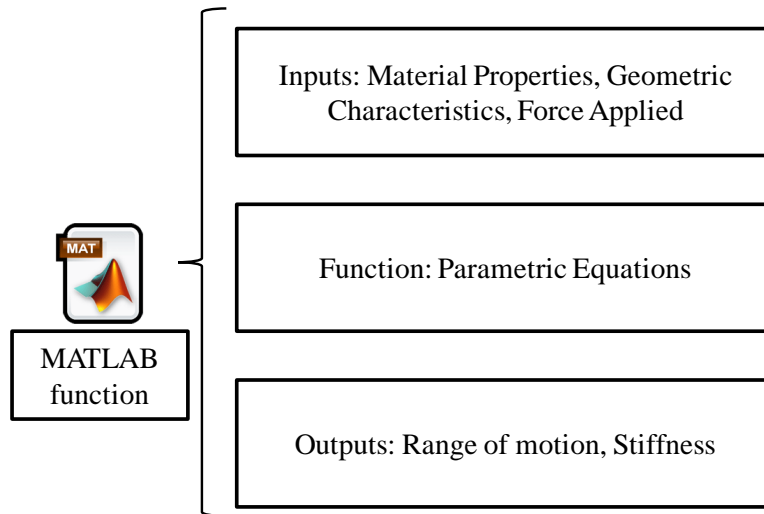 Inputs: Material Properties, Geometric
Characteristics, Force Applied
MAT
Function: Parametric Equations
MATLAB
function
Outputs: Range of motion, Stiffness